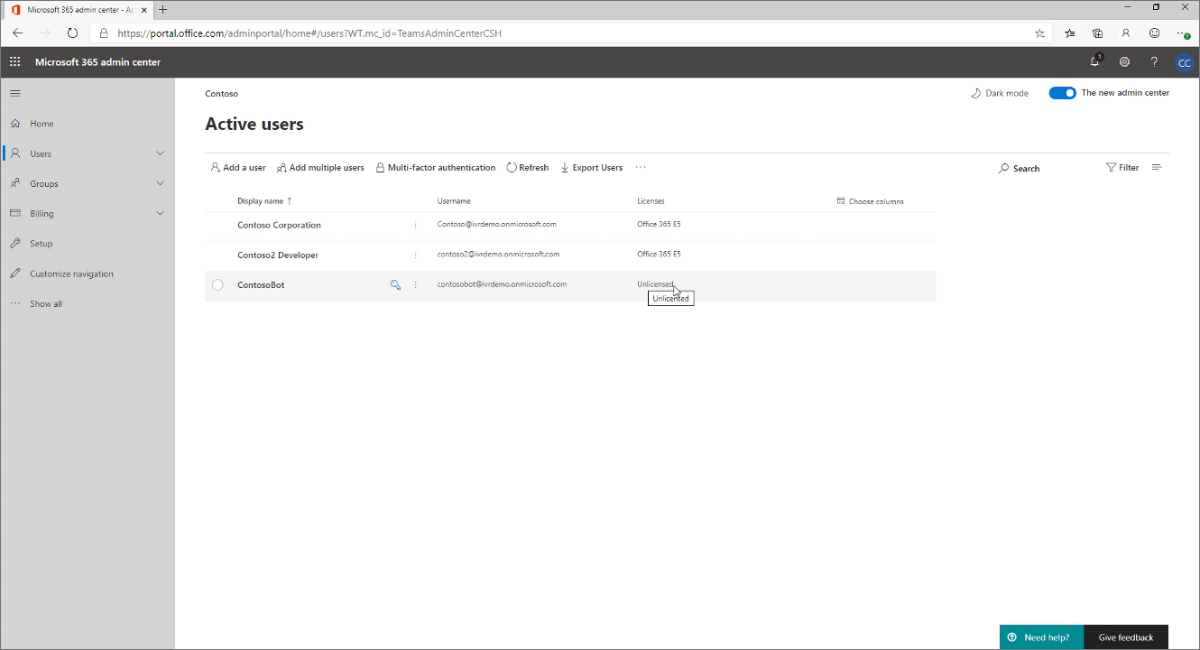 Microsoft 365 admin center - Ac
https://portal.office.com/adminportal/home#/users?WT.mc_id=TeamsAdminCenterCSH
Microsoft 365 admin center
1
?
CC
Contoso
Dark mode
The new admin center
Home
Users
Groups
Billing
Setup
Customize navigation
Show all
Active users
Add a user
Add multiple users
Multi-factor authentication
Refresh
Export Users
Search
Filter
Display name ↑
Username
Licenses
Choose columns
Contoso Corporation
Contoso@ivrdemo.onmicrosoft.com
Office 365 E5
Contoso2 Developer
contoso2@ivrdemo.onmicrosoft.com
Office 365 E5
ContosoBot
contosobot@ivrdemo.onmicrosoft.com
Unlicensed
Unlicensed
Need help?
Give feedback